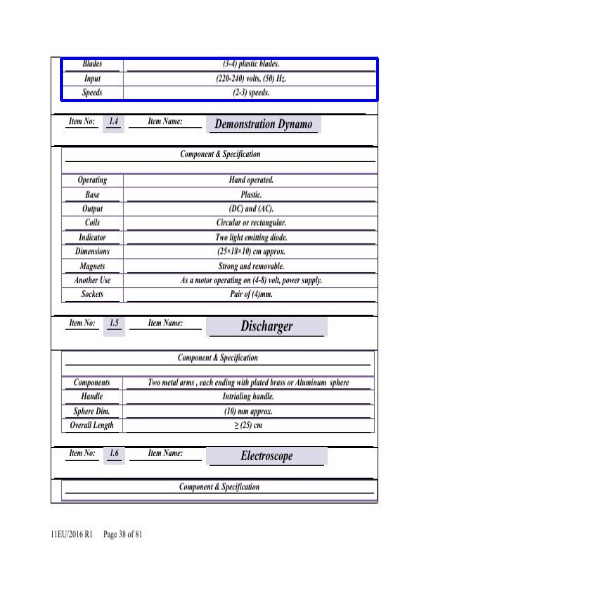 Blades (3-4) plastic blades.
Input (220-240) volts, (50) Hz.
Speeds (2-3) speeds.
Item No: 1.4 Item Name: Demonstration Dynamo
Component & Specification
Operating Hand operated.
Base Plastic.
Output (DC) and (AC).
Coils Circular or rectangular.
Indicator Two light emitting diode.
Dimensions (25×18×10) cm approx.
Magnets Strong and removable.
Another Use As a motor operating on (4-8) volt, power supply.
Sockets Pair of (4)mm.
Item No: 1.5 Item Name: Discharger
Component & Specification
Components Two metal arms , each ending with plated brass or Aluminum sphere
Handle Intrialing handle.
Sphere Dim. (10) mm approx.
Overall Length ≥ (25) cm
Item No: 1.6 Item Name: Electroscope
Component & Specification
11EU/2016 R1 Page 38 of 81